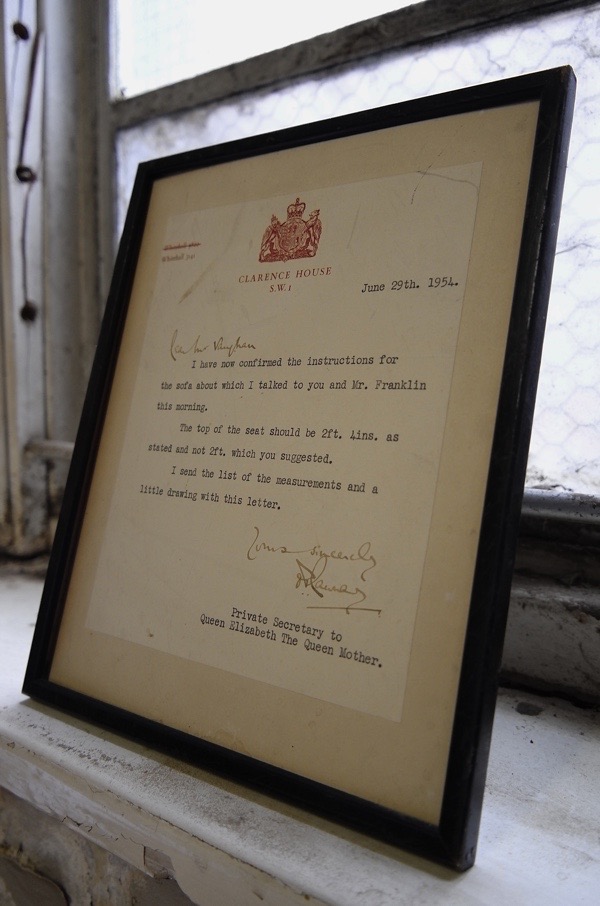 CLARENCE HOUSE
S.W.1
June 29th. 1954.
Vaughan
I have now confirmed the instructions for
the sofa about which I talked to you and Mr. Franklin
this morning.
The top of the seat should be 2ft. 4ins. as
stated and not 2ft. which you suggested.
I send the list of the measurements and a
little drawing with this letter.
Yours sincerely
Private Secretary to
Queen Elizabeth The Queen Mother.